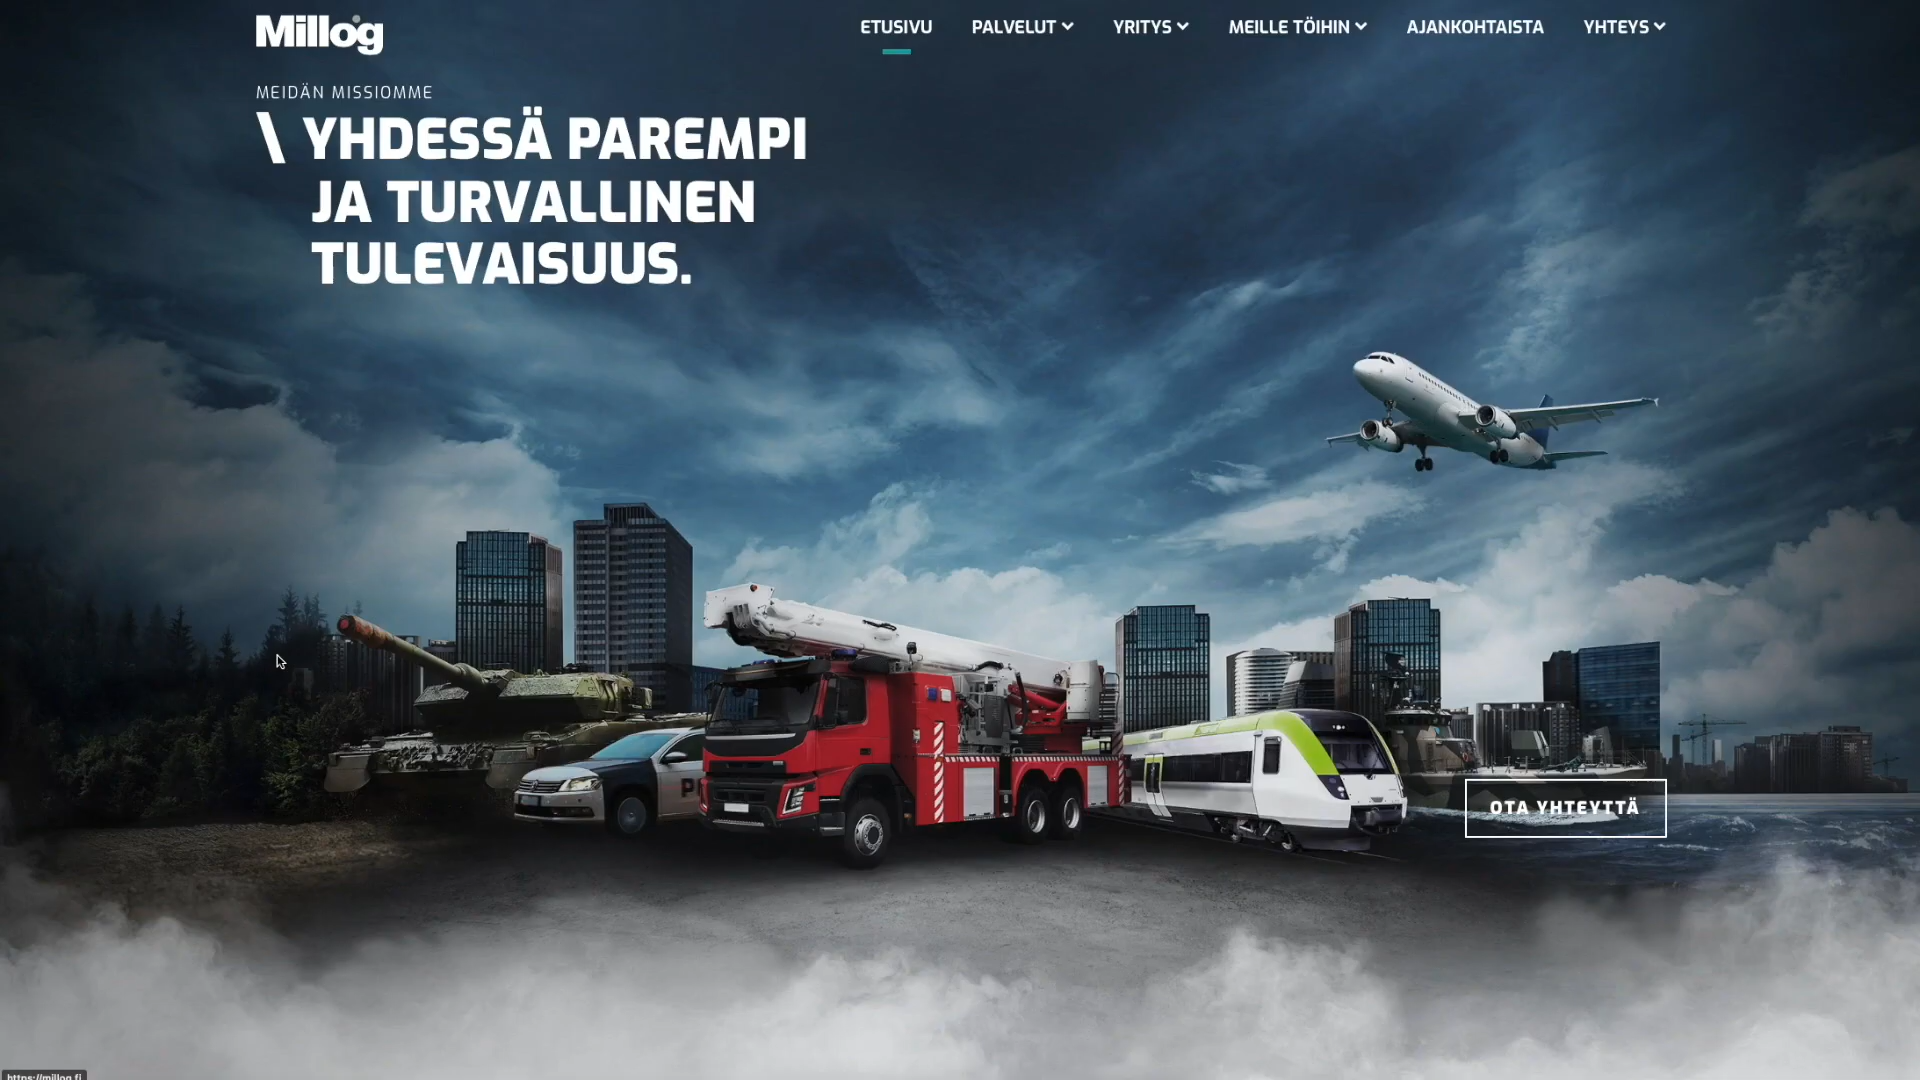 Millog
ETUSIVU PALVELUT YRITYS MEILLE TÖIHIN AJANKOHTAISTA YHTEYS
MEIDÄN MISSIOMME
\ YHDESSÄ PAREMPI
JA TURVALLINEN
TULEVAISUUS.
P
OTA YHTEYTTÄ
https://millog.fi